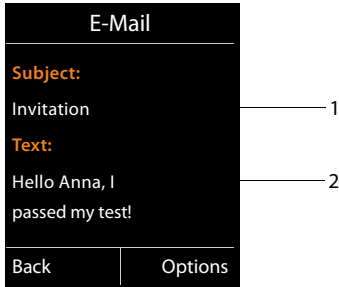 E-Mail
Subject:
Invitation
1
Text:
Hello Anna, I
2
passed my test!
Back
Options